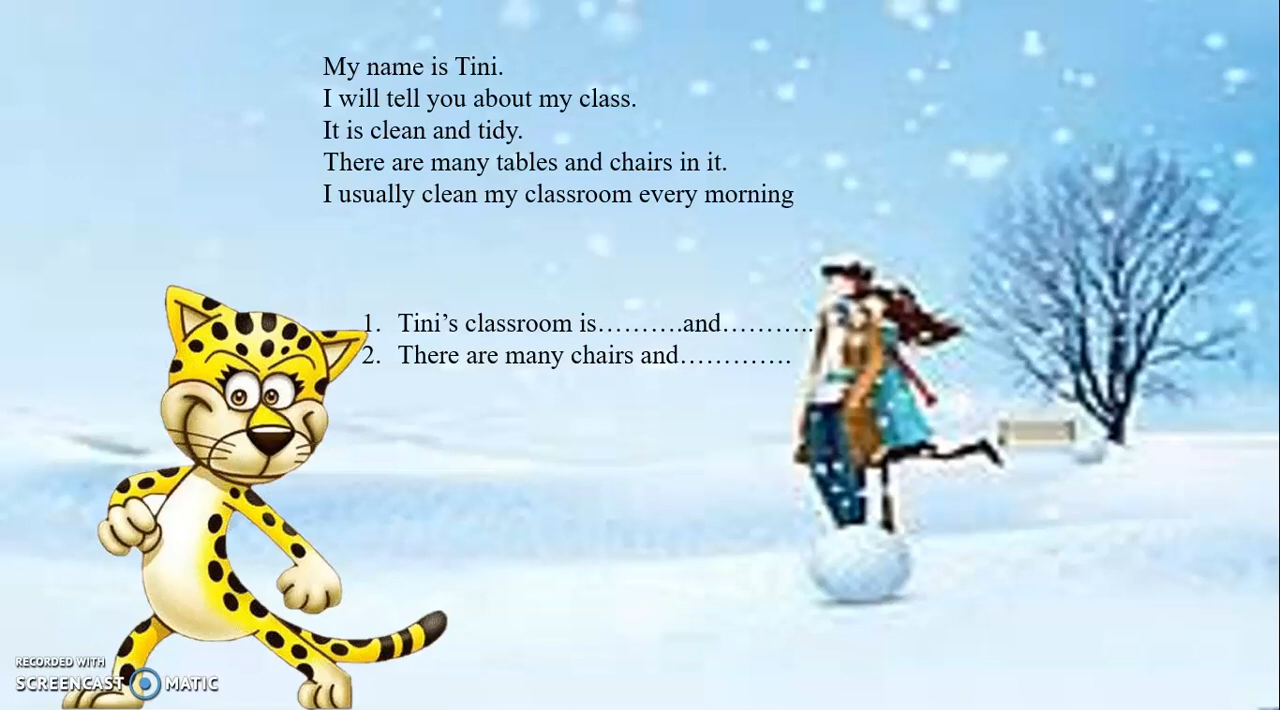 My name is Tini.
I will tell you about my class.
It is clean and tidy.
There are many tables and chairs in it.
I usually clean my classroom every morning
1. Tini’s classroom is……….and………..
2. There are many chairs and………….
RECORDED WITH
SCREENCAST MATIC